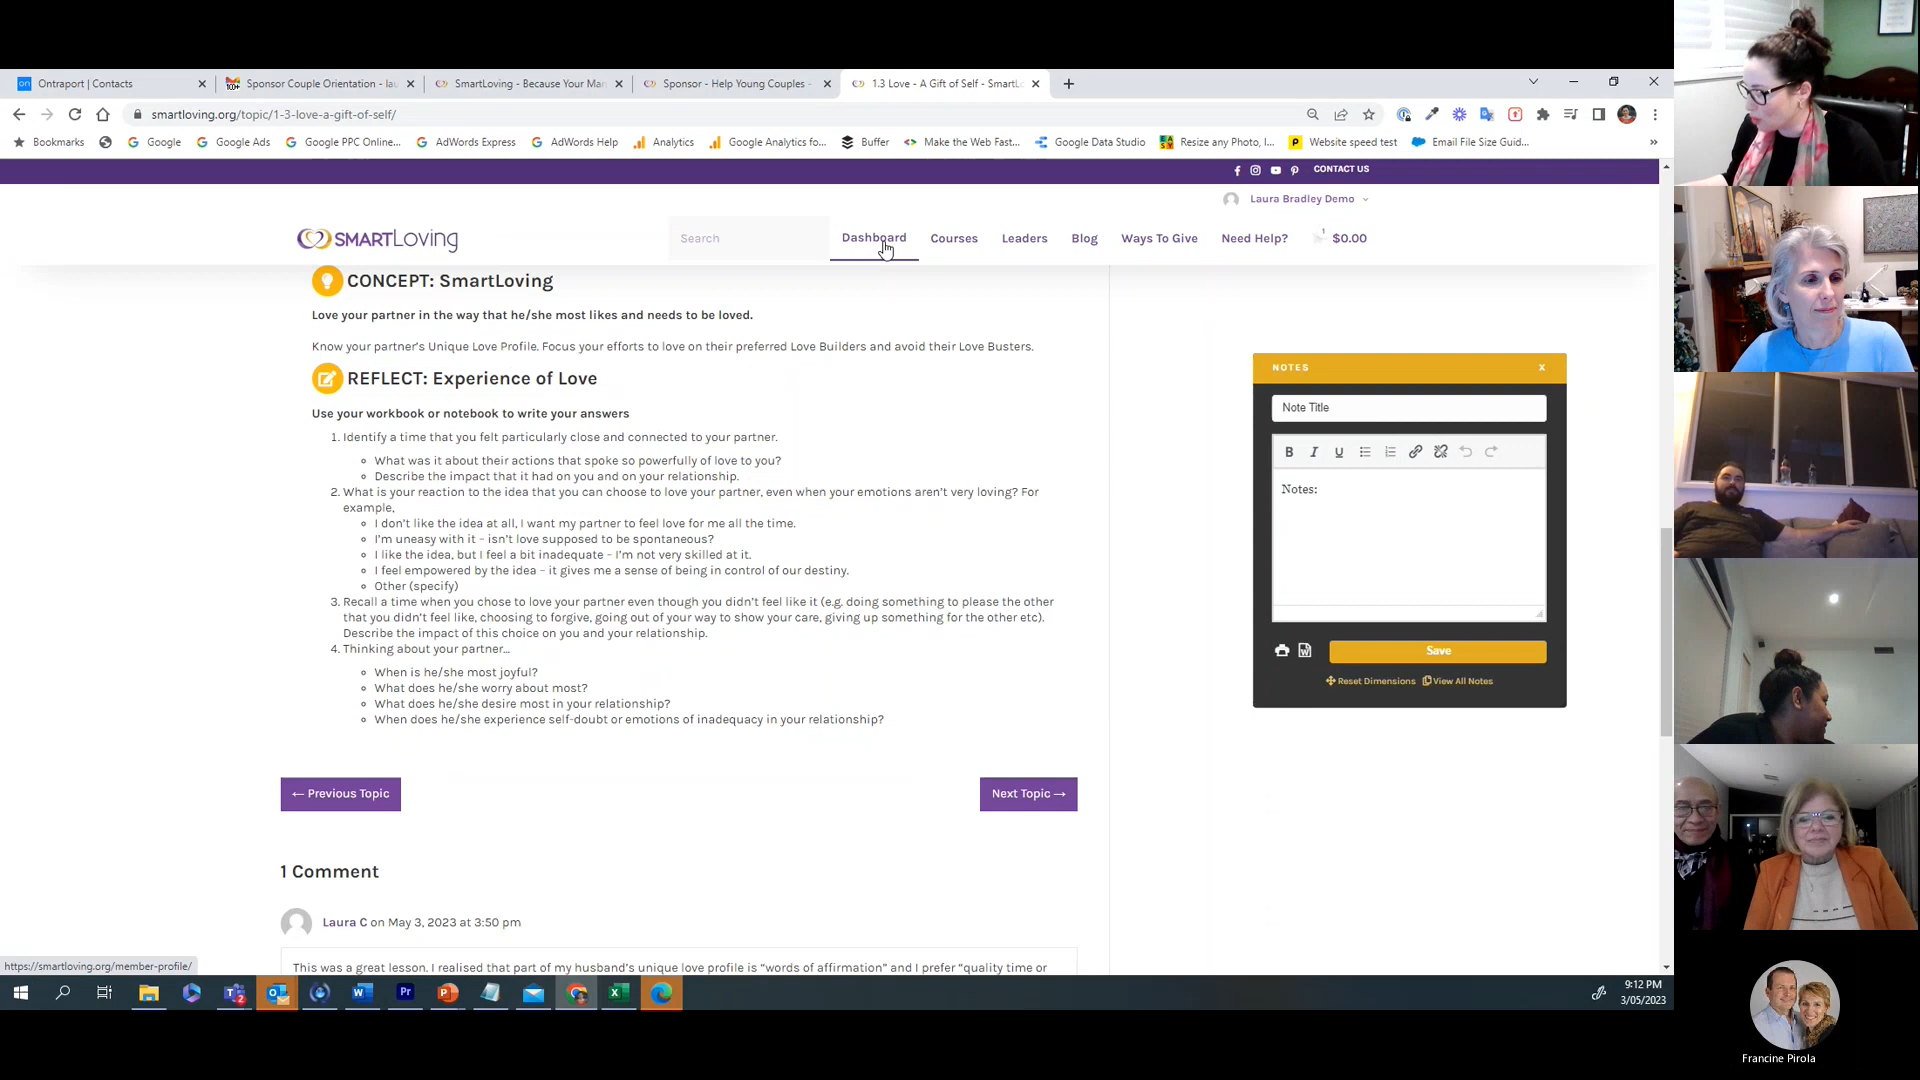 Ontraport | Contacts
Sponsor Couple Orientation - lau
SmartLoving - Because Your Mar
Sponsor - Help Young Couples -
1.3 Love - A Gift of Self - SmartLo
smartloving.org/topic/1-3-love-a-gift-of-self/
Bookmarks
Google
Google Ads
Google PPC Online...
AdWords Express
AdWords Help
Analytics
Google Analytics fo...
Buffer
Make the Web Fast...
Google Data Studio
Resize any Photo, I...
Website speed test
Email File Size Guid...
»
CONTACT US
Laura Bradley Demo
SMARTLoving
Search
Dashboard
Courses
Leaders
Blog
Ways To Give
Need Help?
1
$0.00
CONCEPT: SmartLoving
Love your partner in the way that he/she most likes and needs to be loved.
Know your partner's Unique Love Profile. Focus your efforts to love on their preferred Love Builders and avoid their Love Busters.
REFLECT: Experience of Love
Use your workbook or notebook to write your answers
1. Identify a time that you felt particularly close and connected to your partner.
What was it about their actions that spoke so powerfully of love to you?
Describe the impact that it had on you and on your relationship.
2. What is your reaction to the idea that you can choose to love your partner, even when your emotions aren't very loving? For
example,
I don't like the idea at all, I want my partner to feel love for me all the time.
I'm uneasy with it – isn't love supposed to be spontaneous?
I like the idea, but I feel a bit inadequate – I'm not very skilled at it.
I feel empowered by the idea – it gives me a sense of being in control of our destiny.
Other (specify)
3. Recall a time when you chose to love your partner even though you didn't feel like it (e.g. doing something to please the other
that you didn't feel like, choosing to forgive, going out of your way to show your care, giving up something for the other etc).
Describe the impact of this choice on you and your relationship.
4. Thinking about your partner...
When is he/she most joyful?
What does he/she worry about most?
What does he/she desire most in your relationship?
When does he/she experience self-doubt or emotions of inadequacy in your relationship?
← Previous Topic
Next Topic →
1 Comment
Laura C on May 3, 2023 at 3:50 pm
This was a great lesson. I realised that part of my husband's unique love profile is "words of affirmation" and I prefer "quality time or
NOTES
X
Note Title
B I U
Notes:
Save
Reset Dimensions
View All Notes
https://smartloving.org/member-profile/
9:12 PM
3/05/2023
Francine Pirola